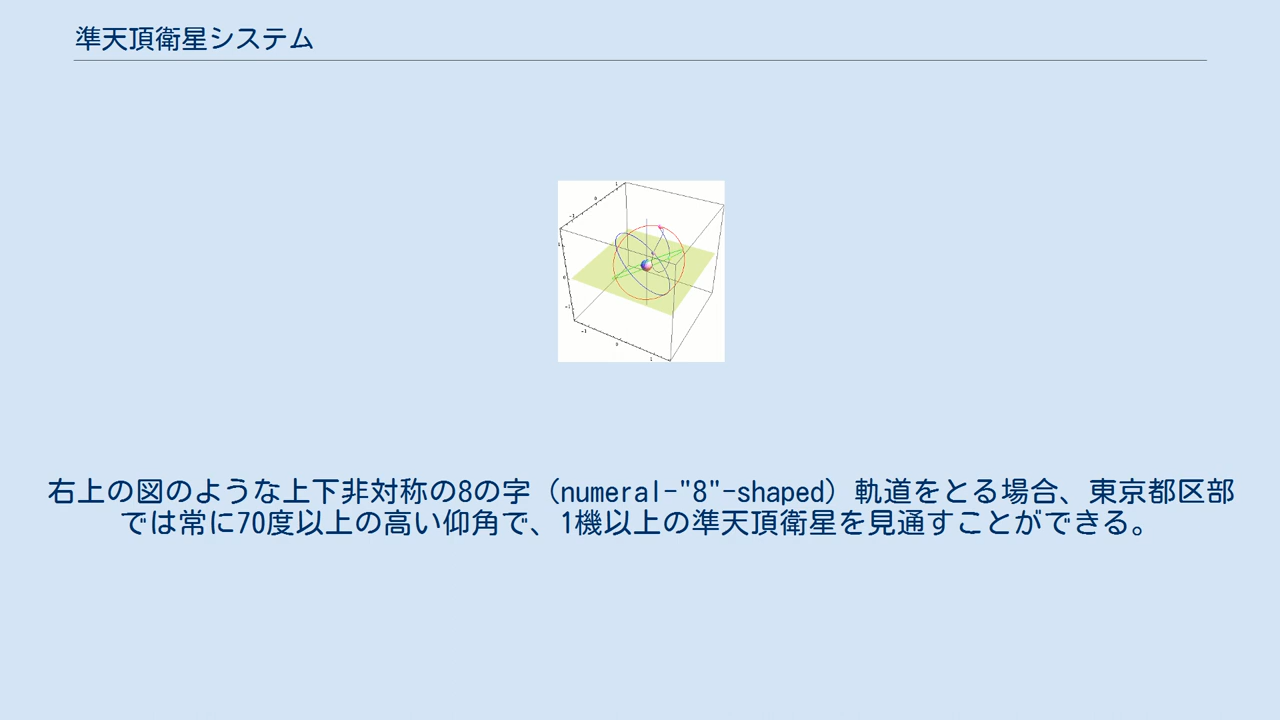 準天頂衛星システム
右上の図のような上下非対称の8の字（numeral-"8"-shaped）軌道をとる場合、東京都区部
では常に70度以上の高い仰角で、1機以上の準天頂衛星を見通すことができる。